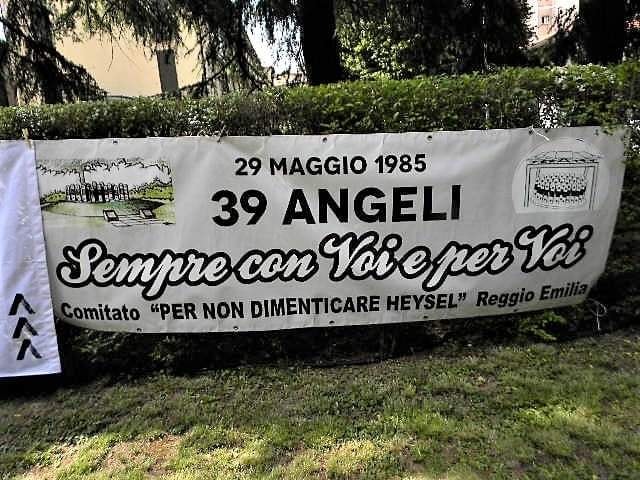 29 MAGGIO 1985
39 ANGELI
Sempre con Voi e per Voi
Comitato "PER NON DIMENTICARE HEYSEL" Reggio Emilia